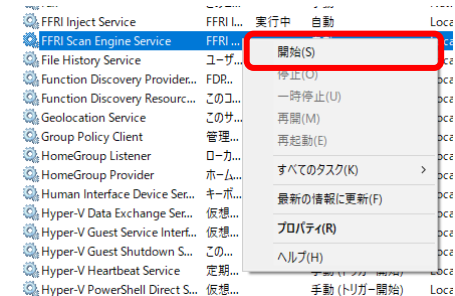 FFRI Inject Service FFRI I... 実行中 自動 Loca
FFRI Scan Engine Service FFRI ...
開始(S)
File History Service ユーザ...
停止(O)
Function Discovery Provider... FDR...
一時停止(U)
Function Discovery Resourc... このコ...
再開(M)
Geolocation Service このサ...
再起動(E)
Group Policy Client 管理...
HomeGroup Listener ローカ...
すべてのタスク(K) >
HomeGroup Provider ホーム...
最新の情報に更新(F)
Human Interface Device Ser... キーボ...
プロパティ(R)
Hyper-V Data Exchange Ser... 仮想...
Hyper-V Guest Service Interf... 仮想...
ヘルプ(H)
Hyper-V Guest Shutdown S... この...
Hyper-V Heartbeat Service 定期... 手動 (トリガー開始) Loca
Hyper-V PowerShell Direct S... 仮想... 手動 (トリガー開始) Loca